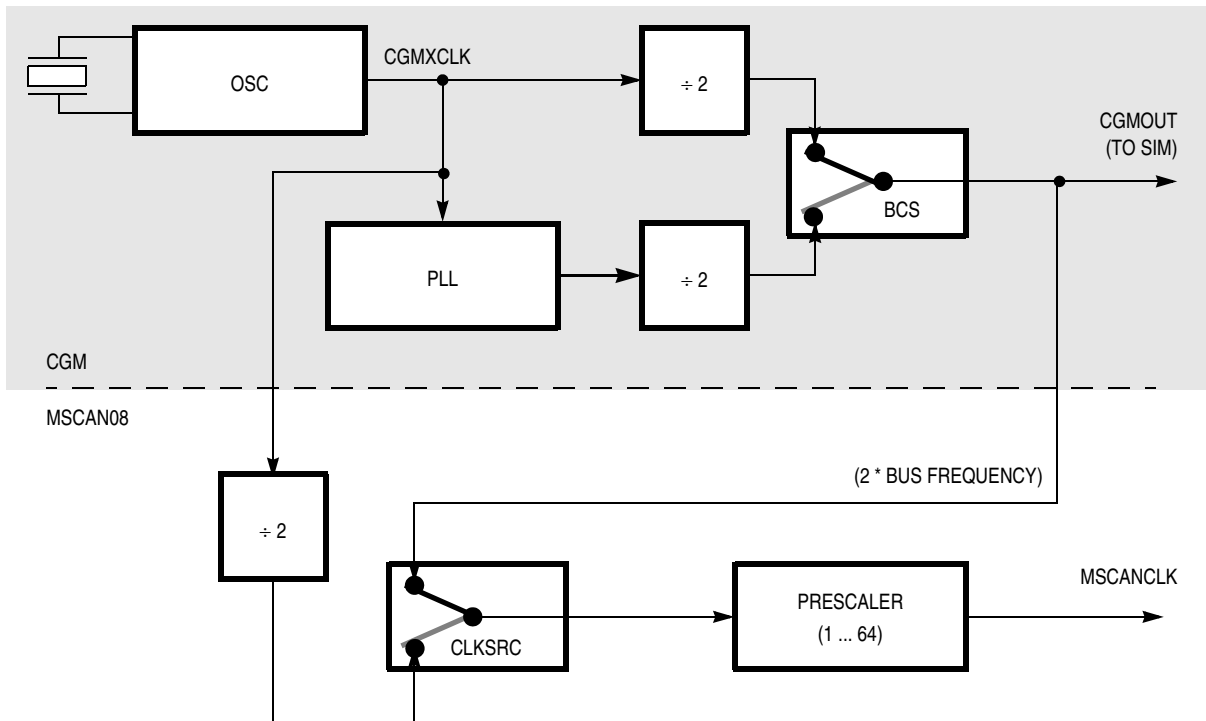 CGMXCLK
OSC
÷ 2
CGMOUT
(TO SIM)
BCS
PLL
÷ 2
CGM
MSCAN08
(2 * BUS FREQUENCY)
÷ 2
MSCANCLK
PRESCALER
(1 ... 64)
CLKSRC